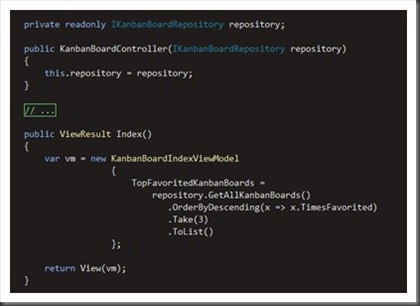 private readonly IKanbanBoardRepository repository;
public KanbanBoardController(IKanbanBoardRepository repository)
{
this.repository = repository;
}
// ...
public ViewResult Index()
{
var vm = new KanbanBoardIndexViewModel
{
TopFavoritedKanbanBoards =
repository.GetAllKanbanBoards()
.OrderByDescending(x => x.TimesFavorited)
.Take(3)
.ToList()
};
return View(vm);
}